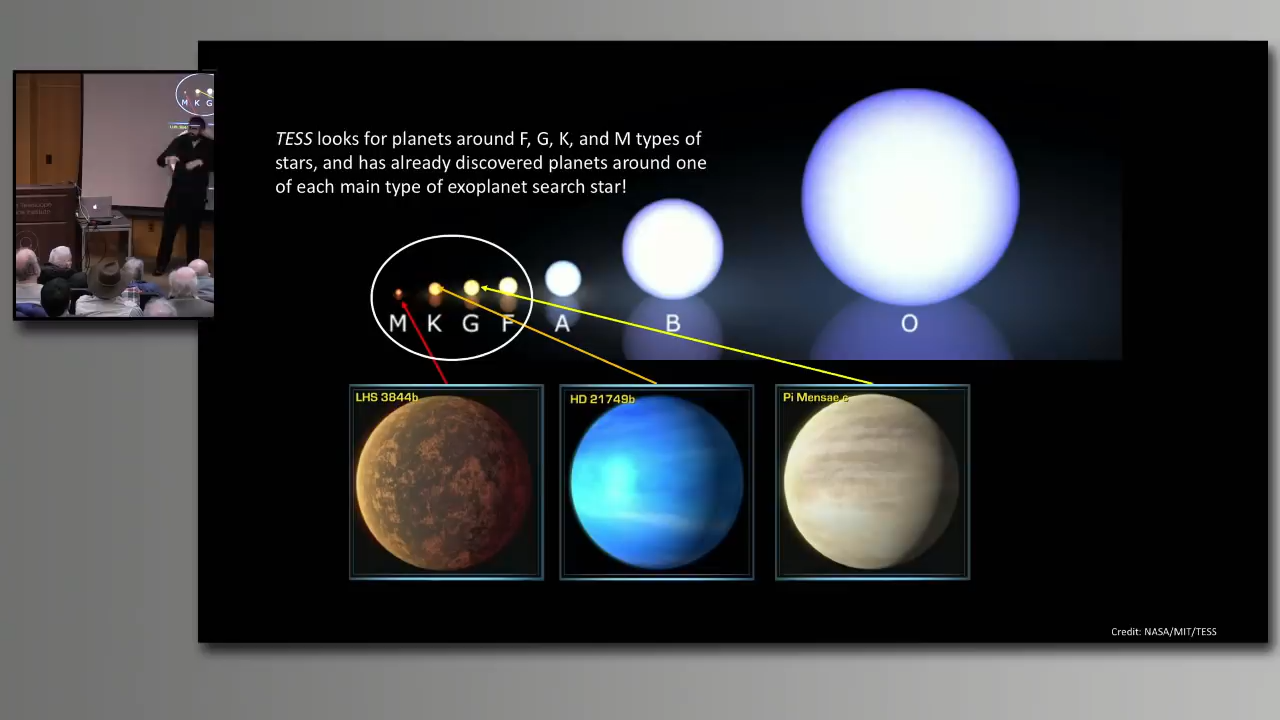 TESS looks for planets around F, G, K, and M types of
stars, and has already discovered planets around one
of each main type of exoplanet search star!
M K G
M K G F A B O
LHS 3844b
HD 21749b
Pi Mensae c
Credit: NASA/MIT/TESS